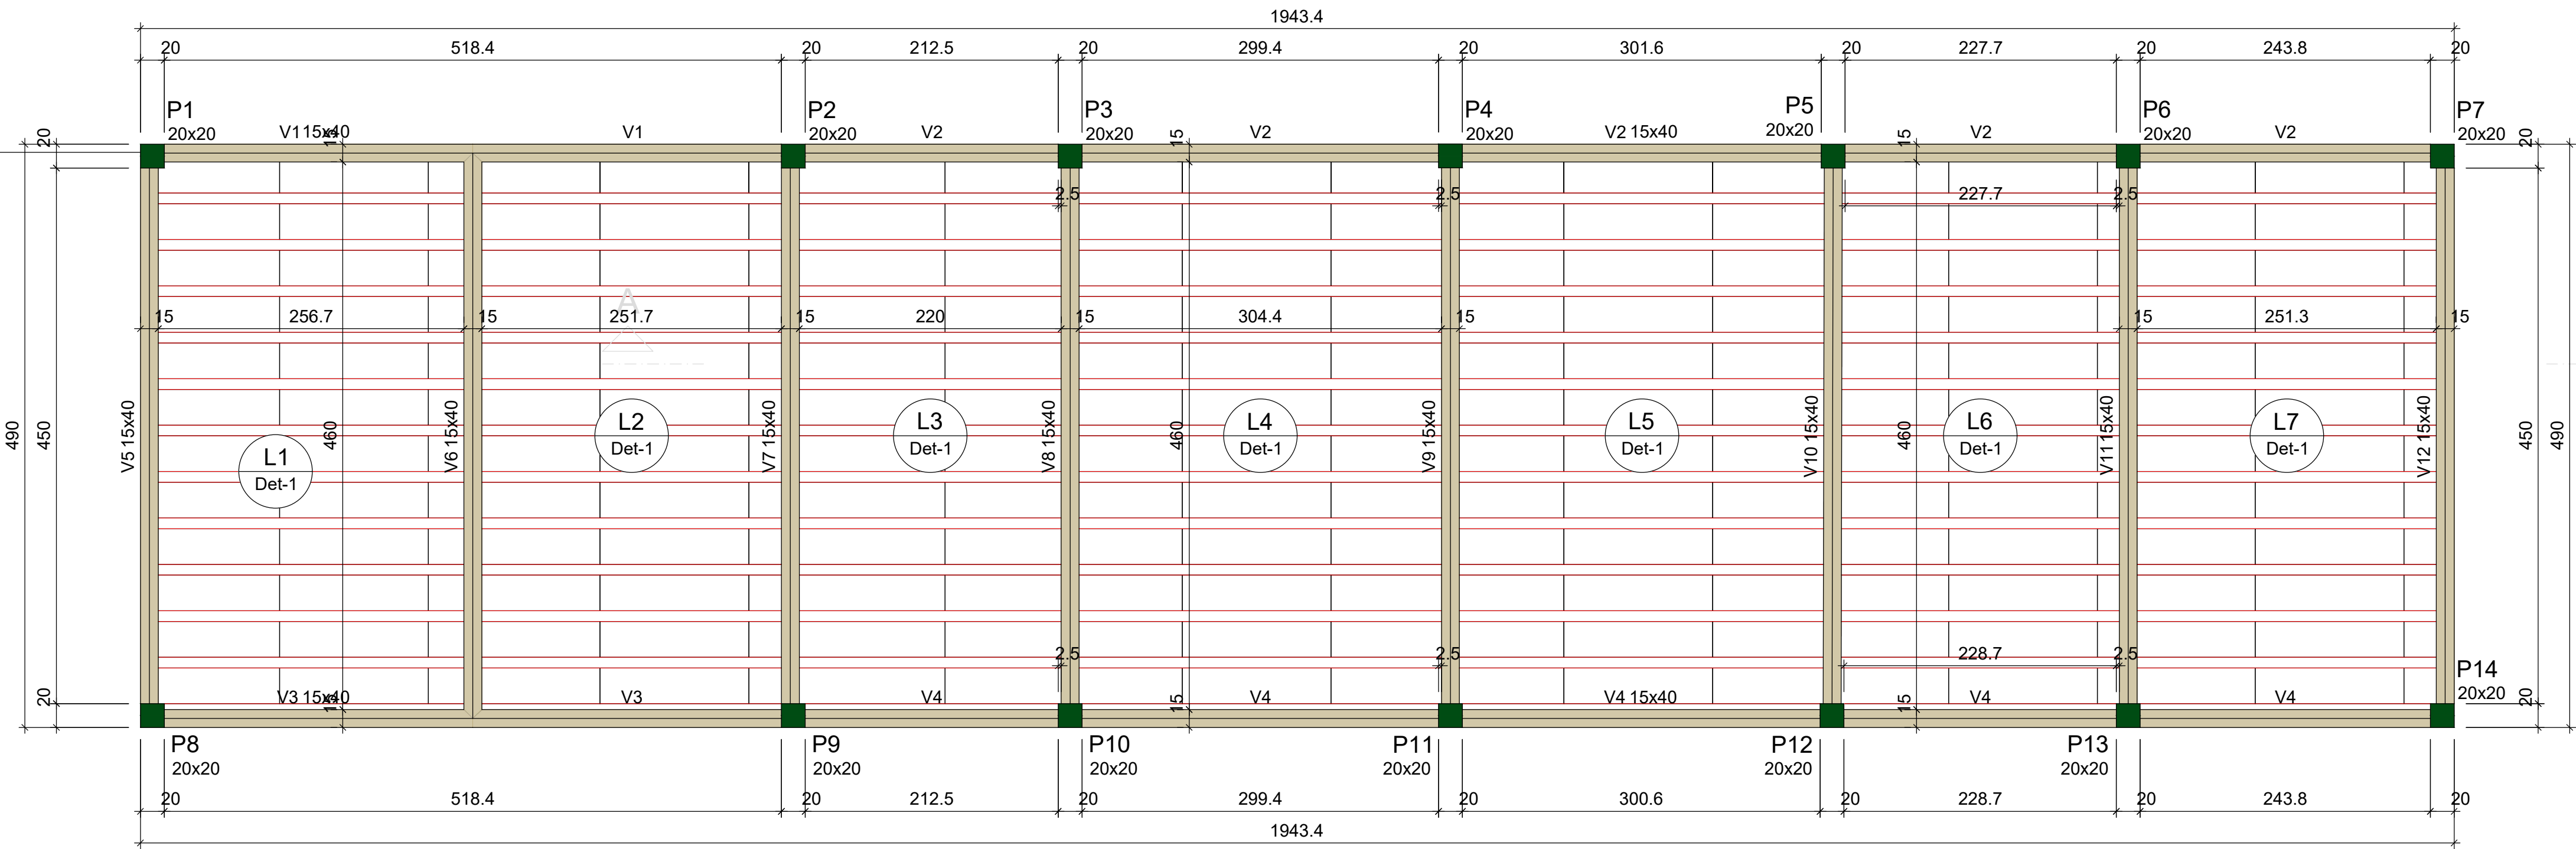 1943.4
20 518.4 20 212.5 20 299.4 20 301.6 20 227.7 20 243.8 20
P1 P2 P3 P4 P5 P6 P7
20x20 20x20 20x20 20x20 20x20 20x20 20x20
20 V1 15x40 15 V1 V2 15 V2 V2 15x40 15 V2 V2 20
2.5 2.5 227.7 2.5
A
15 256.7 15 251.7 15 220 15 304.4 15 15 251.3 15
490 450 V5 15x40 460 V6 15x40 V7 15x40 V8 15x40 460 V9 15x40 V10 15x40 460 V11 15x40 V12 15x40 450 490
L1 L2 L3 L4 L5 L6 L7
Det-1 Det-1 Det-1 Det-1 Det-1 Det-1 Det-1
2.5 2.5 228.7 2.5
P14
20x20
20 V3 15x40 15 V3 V4 15 V4 V4 15x40 15 V4 V4 20
P8 P9 P10 P11 P12 P13
20x20 20x20 20x20 20x20 20x20 20x20
20 518.4 20 212.5 20 299.4 20 300.6 20 228.7 20 243.8 20
1943.4